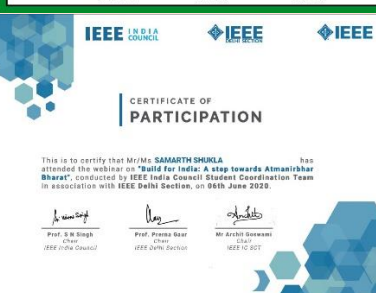 IEEE INDIA COUNCIL
IEEE DELHI SECTION
IEEE
CERTIFICATE OF
PARTICIPATION
This is to certify that Mr/Ms SAMARTH SHUKLA has
attended the webinar on "Build for India: A step towards Atmanirbhar
Bharat", conducted by IEEE India Council Student Coordination Team
in association with IEEE Delhi Section, on 06th June 2020.
Prof. S N Singh
Chair
IEEE India Council
Prof. Prerna Gaur
Chair
IEEE Delhi Section
Mr Archit Goswami
Chair
IEEE IC SCT